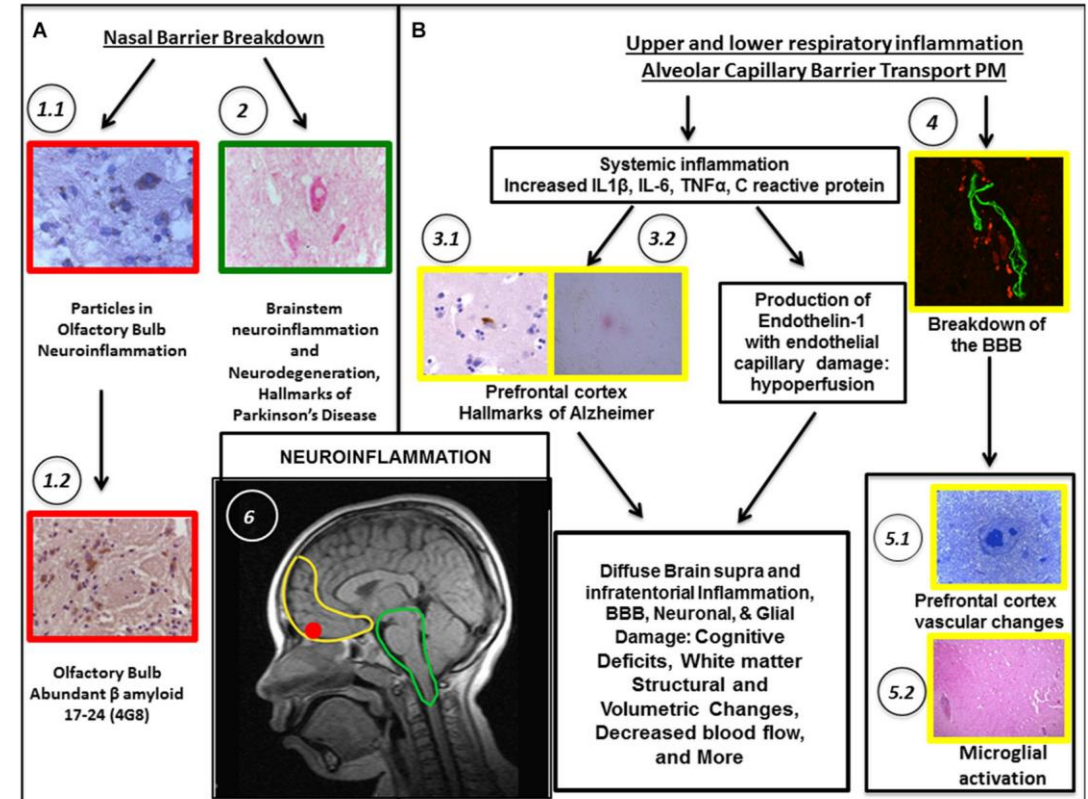 A
Nasal Barrier Breakdown
1.1
2
Particles in
Olfactory Bulb
Neuroinflammation
Brainstem
neuroinflammation
and
Neurodegeneration,
Hallmarks of
Parkinson's Disease
1.2
Olfactory Bulb
Abundant β amyloid
17-24 (4G8)
B
Upper and lower respiratory inflammation
Alveolar Capillary Barrier Transport PM
4
Systemic inflammation
Increased IL1β, IL-6, TNFα, C reactive protein
3.1
3.2
Prefrontal cortex
Hallmarks of Alzheimer
Production of
Endothelin-1
with endothelial
capillary damage:
hypoperfusion
Breakdown of
the BBB
NEUROINFLAMMATION
6
Diffuse Brain supra and
infratentorial Inflammation,
BBB, Neuronal, & Glial
Damage: Cognitive
Deficits, White matter
Structural and
Volumetric Changes,
Decreased blood flow,
and More
5.1
Prefrontal cortex
vascular changes
5.2
Microglial
activation